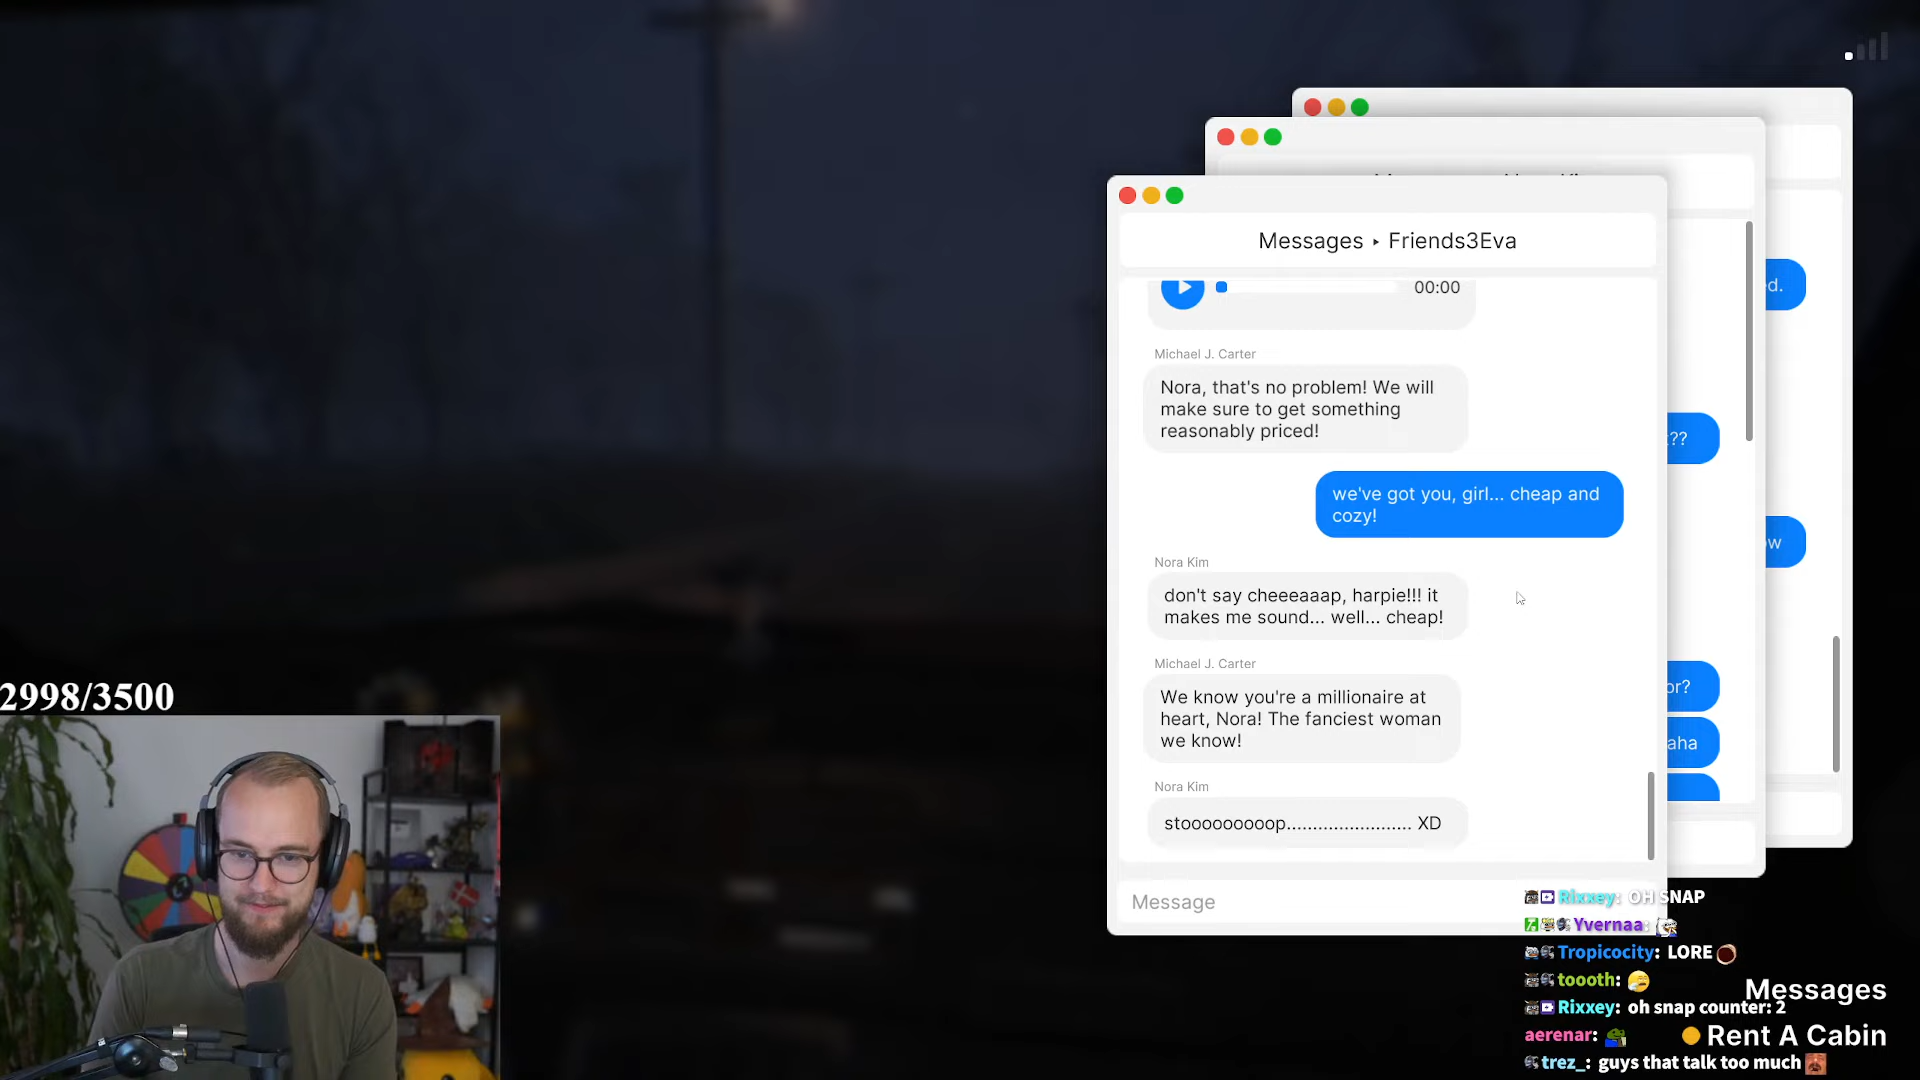 Messages ▸ Friends3Eva
00:00
Michael J. Carter
Nora, that's no problem! We will
make sure to get something
reasonably priced!
we've got you, girl... cheap and
cozy!
Nora Kim
don't say cheeeaaap, harpie!!! it
makes me sound... well... cheap!
Michael J. Carter
We know you're a millionaire at
heart, Nora! The fanciest woman
we know!
Nora Kim
stooooooooop........................ XD
Message
ed.
??
ow
or?
aha
2998/3500
Rixxey: OH SNAP
Yvernaa:
Tropicocity: LORE
toooth:
Rixxey: oh snap counter: 2
aerenar:
trez_: guys that talk too much
Messages
Rent A Cabin